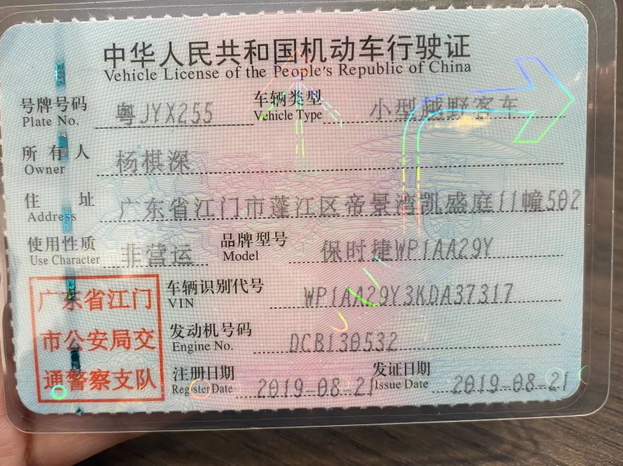 中华人民共和国机动车行驶证
Vehicle License of the People's Republic of China
号牌号码 粤JYX255 车辆类型 小型越野客车
Plate No. Vehicle Type
所有人 杨棋深
Owner
住址 广东省江门市蓬江区帝景湾凯盛庭11幢502
Address
使用性质 非营运 品牌型号 保时捷WP1AA29Y
Use Character Model
广东省江门
市公安局交
通警察支队
车辆识别代号 WP1AA29Y3KDA37317
VIN
发动机号码 DCB130532
Engine No.
注册日期 2019-08-21 发证日期 2019-08-21
Register Date Issue Date